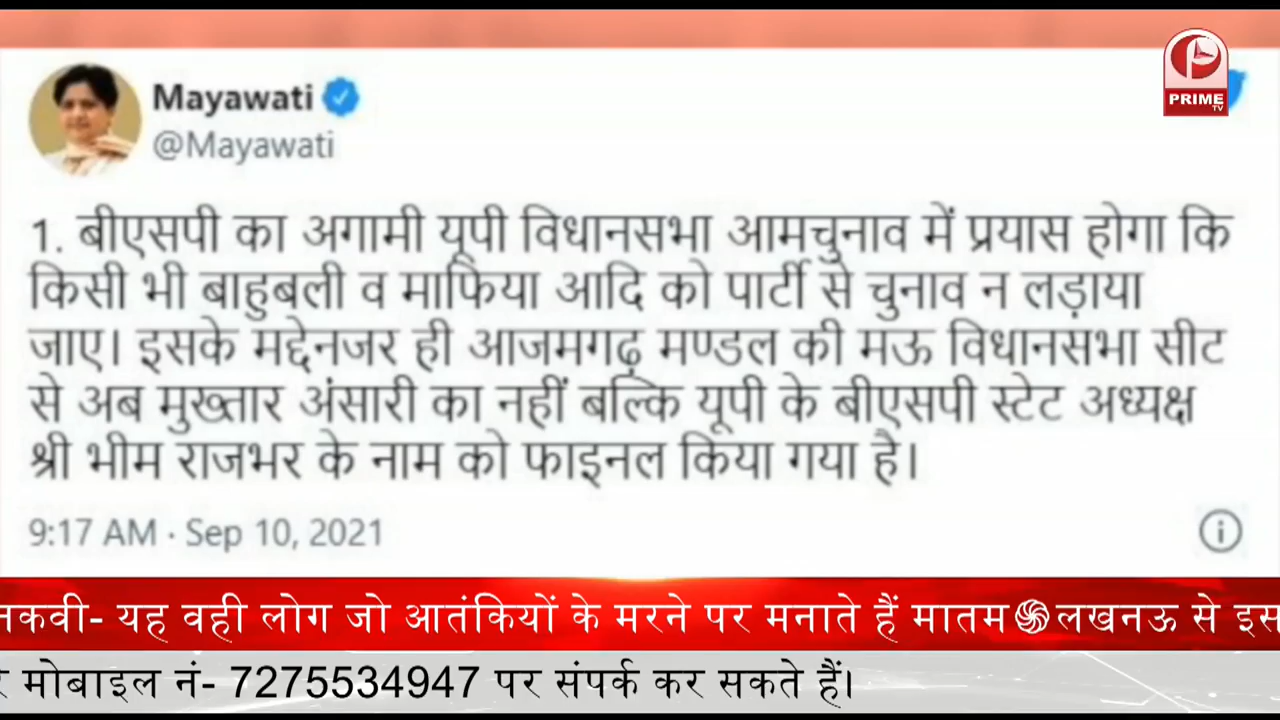 Mayawati
@Mayawati
PRIME
TV
1. बीएसपी का अगामी यूपी विधानसभा आमचुनाव में प्रयास होगा कि
किसी भी बाहुबली व माफिया आदि को पार्टी से चुनाव न लड़ाया
जाए। इसके मद्देनजर ही आजमगढ़ मण्डल की मऊ विधानसभा सीट
से अब मुख्तार अंसारी का नहीं बल्कि यूपी के बीएसपी स्टेट अध्यक्ष
श्री भीम राजभर के नाम को फाइनल किया गया है।
9:17 AM · Sep 10, 2021
नकवी- यह वही लोग जो आतंकियों के मरने पर मनाते हैं मातम लखनऊ से इस
मोबाइल नं- 7275534947 पर संपर्क कर सकते हैं।